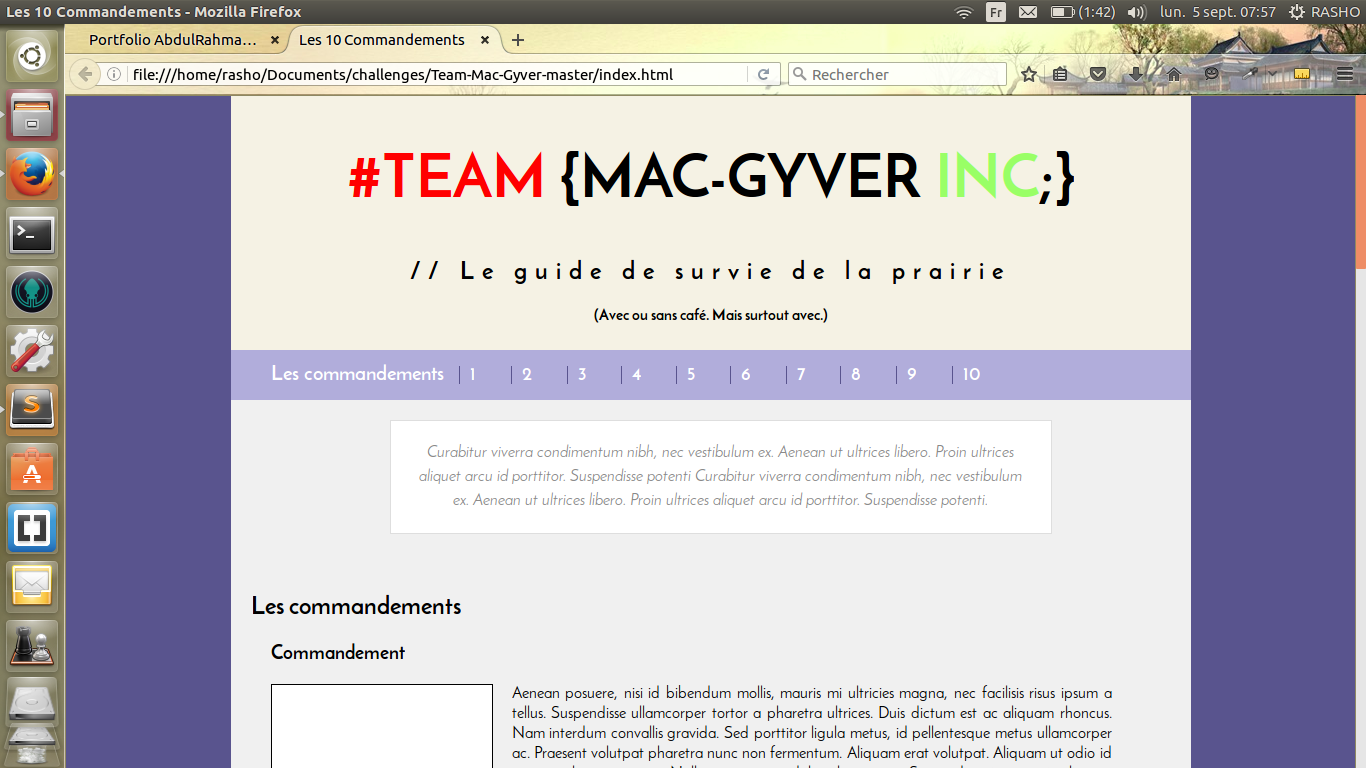 Les 10 Commandements - Mozilla Firefox
Fr
(1:42)
lun. 5 sept. 07:57
RASHO
Portfolio AbdulRahma...
Les 10 Commandements
file:///home/rasho/Documents/challenges/Team-Mac-Gyver-master/index.html
Rechercher
#TEAM {MAC-GYVER INC;}
// Le guide de survie de la prairie
(Avec ou sans café. Mais surtout avec.)
Les commandements | 1 | 2 | 3 | 4 | 5 | 6 | 7 | 8 | 9 | 10
Curabitur viverra condimentum nibh, nec vestibulum ex. Aenean ut ultrices libero. Proin ultrices
aliquet arcu id porttitor. Suspendisse potenti Curabitur viverra condimentum nibh, nec vestibulum
ex. Aenean ut ultrices libero. Proin ultrices aliquet arcu id porttitor. Suspendisse potenti.
Les commandements
Commandement
Aenean posuere, nisi id bibendum mollis, mauris mi ultricies magna, nec facilisis risus ipsum a
tellus. Suspendisse ullamcorper tortor a pharetra ultrices. Duis dictum est ac aliquam rhoncus.
Nam interdum convallis gravida. Sed porttitor ligula metus, id pellentesque metus ullamcorper
ac. Praesent volutpat pharetra nunc non fermentum. Aliquam erat volutpat. Aliquam ut odio id